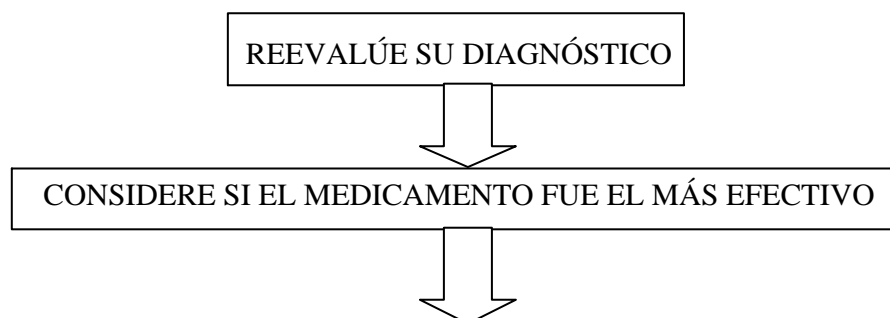 REEVALÚE SU DIAGNÓSTICO
CONSIDERE SI EL MEDICAMENTO FUE EL MÁS EFECTIVO